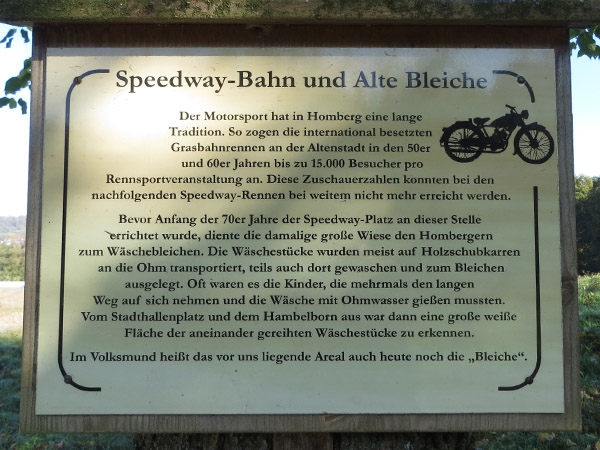 Speedway-Bahn und Alte Bleiche
Der Motorsport hat in Homberg eine lange
Tradition. So zogen die international besetzten
Grasbahnrennen an der Altenstadt in den 50er
und 60er Jahren bis zu 15.000 Besucher pro
Rennsportveranstaltung an. Diese Zuschauerzahlen konnten bei den
nachfolgenden Speedway-Rennen bei weitem nicht mehr erreicht werden.
Bevor Anfang der 70er Jahre der Speedway-Platz an dieser Stelle
errichtet wurde, diente die damalige große Wiese den Hombergern
zum Wäschebleichen. Die Wäschestücke wurden meist auf Holzschubkarren
an die Ohm transportiert, teils auch dort gewaschen und zum Bleichen
ausgelegt. Oft waren es die Kinder, die mehrmals den langen
Weg auf sich nehmen und die Wäsche mit Ohmwasser gießen mussten.
Vom Stadthallenplatz und dem Hambelborn aus war dann eine große weiße
Fläche der aneinander gereihten Wäschestücke zu erkennen.
Im Volksmund heißt das vor uns liegende Areal auch heute noch die „Bleiche“.